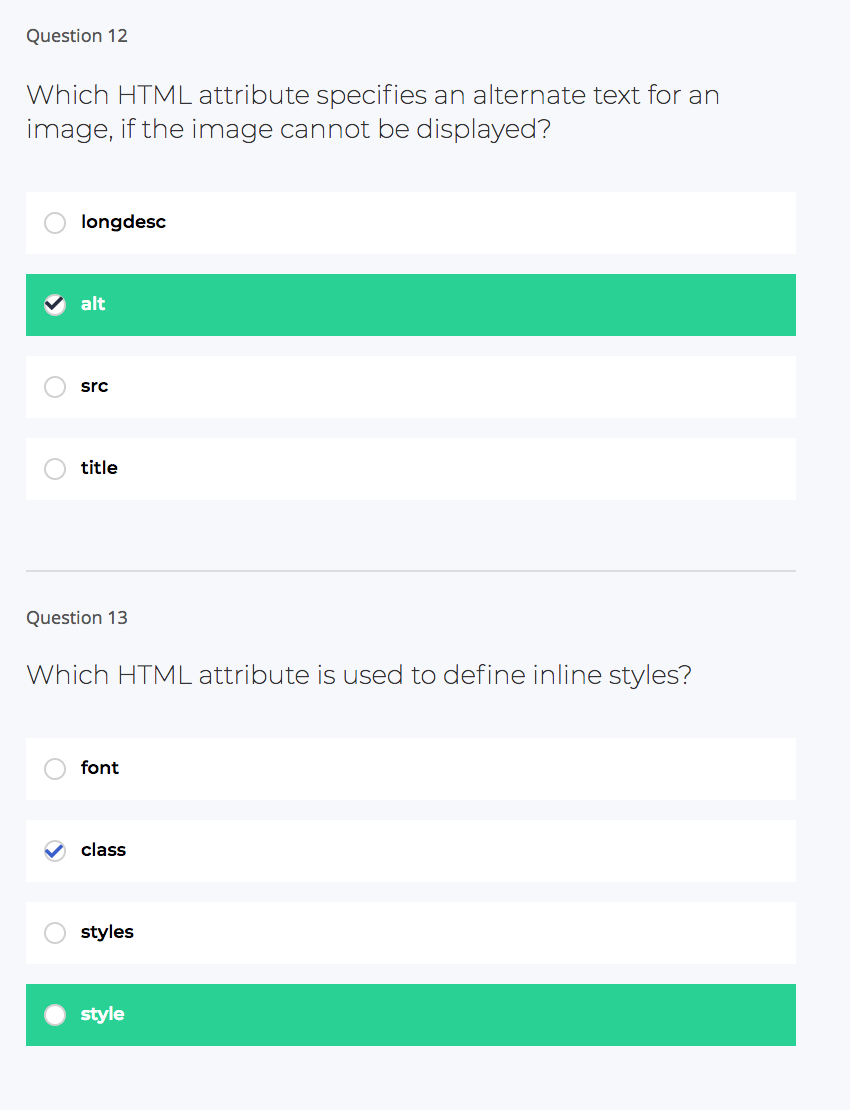 Question 12
Which HTML attribute specifies an alternate text for an
image, if the image cannot be displayed?
longdesc
alt
src
title
Question 13
Which HTML attribute is used to define inline styles?
font
class
styles
style